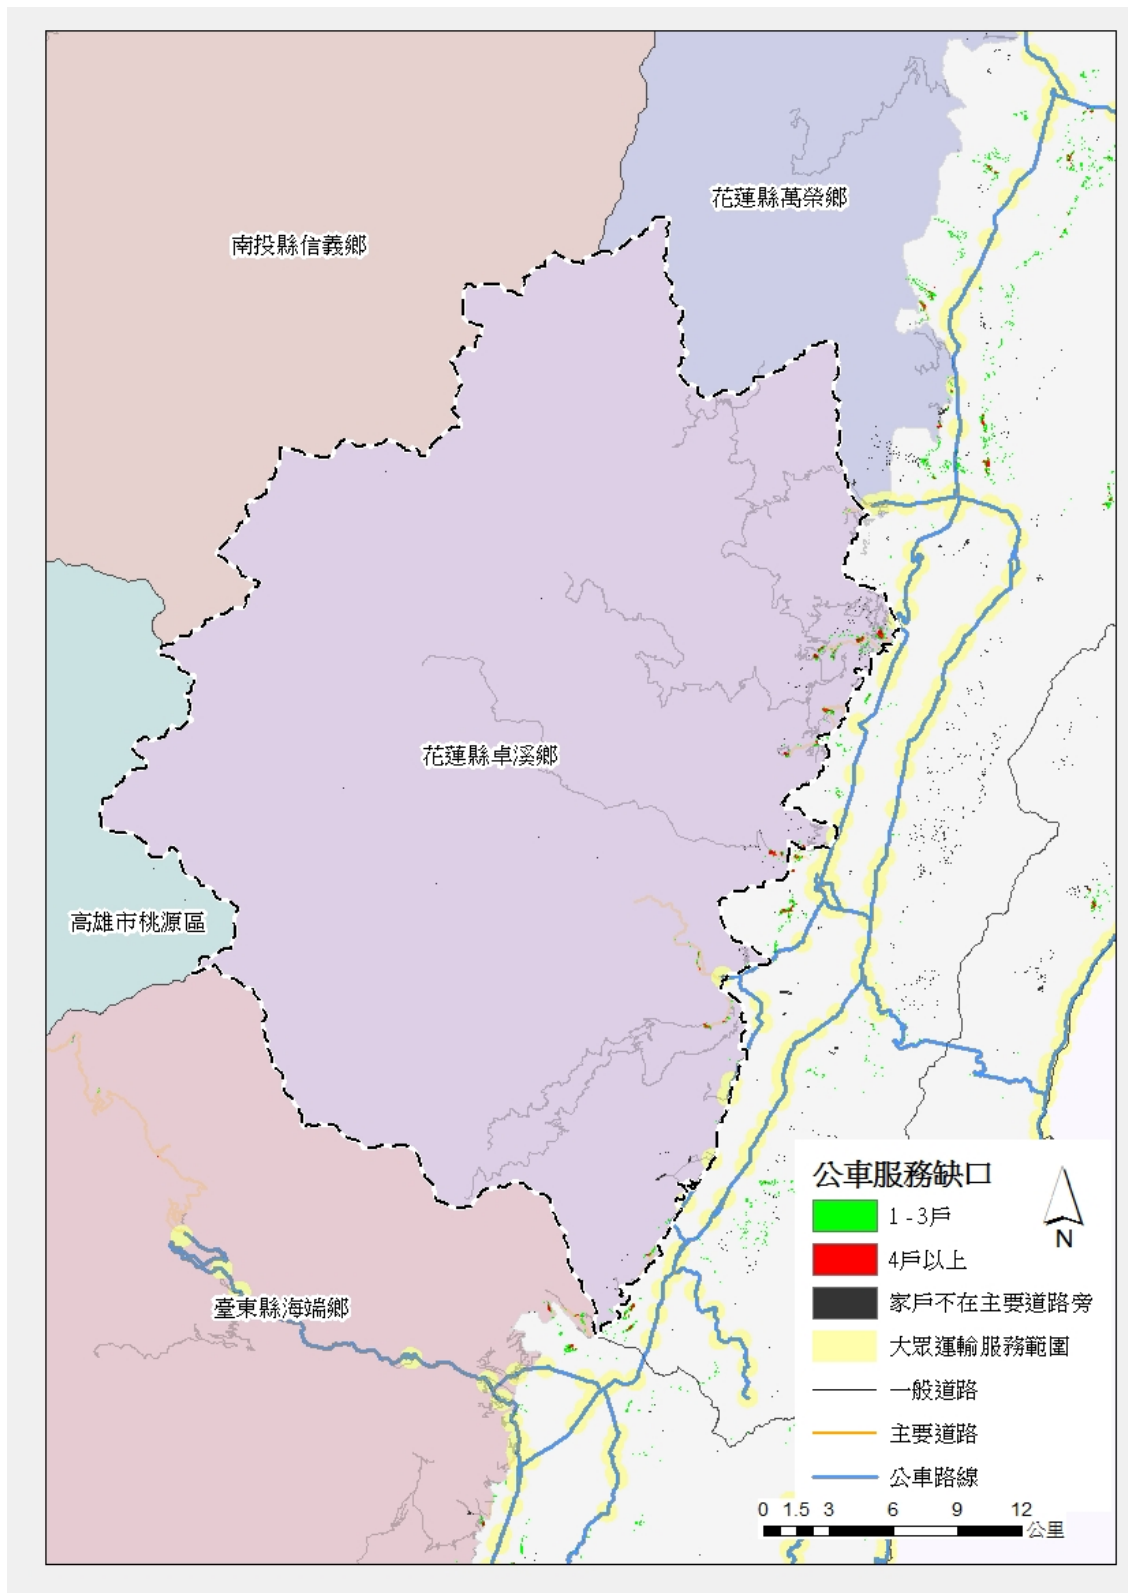 花蓮縣萬榮鄉
南投縣信義鄉
花蓮縣卓溪鄉
高雄市桃源區
臺東縣海端鄉
公車服務缺口
1 - 3戶
4戶以上
家戶不在主要道路旁
大眾運輸服務範圍
一般道路
主要道路
公車路線
N
0 1.5 3 6 9 12
公里